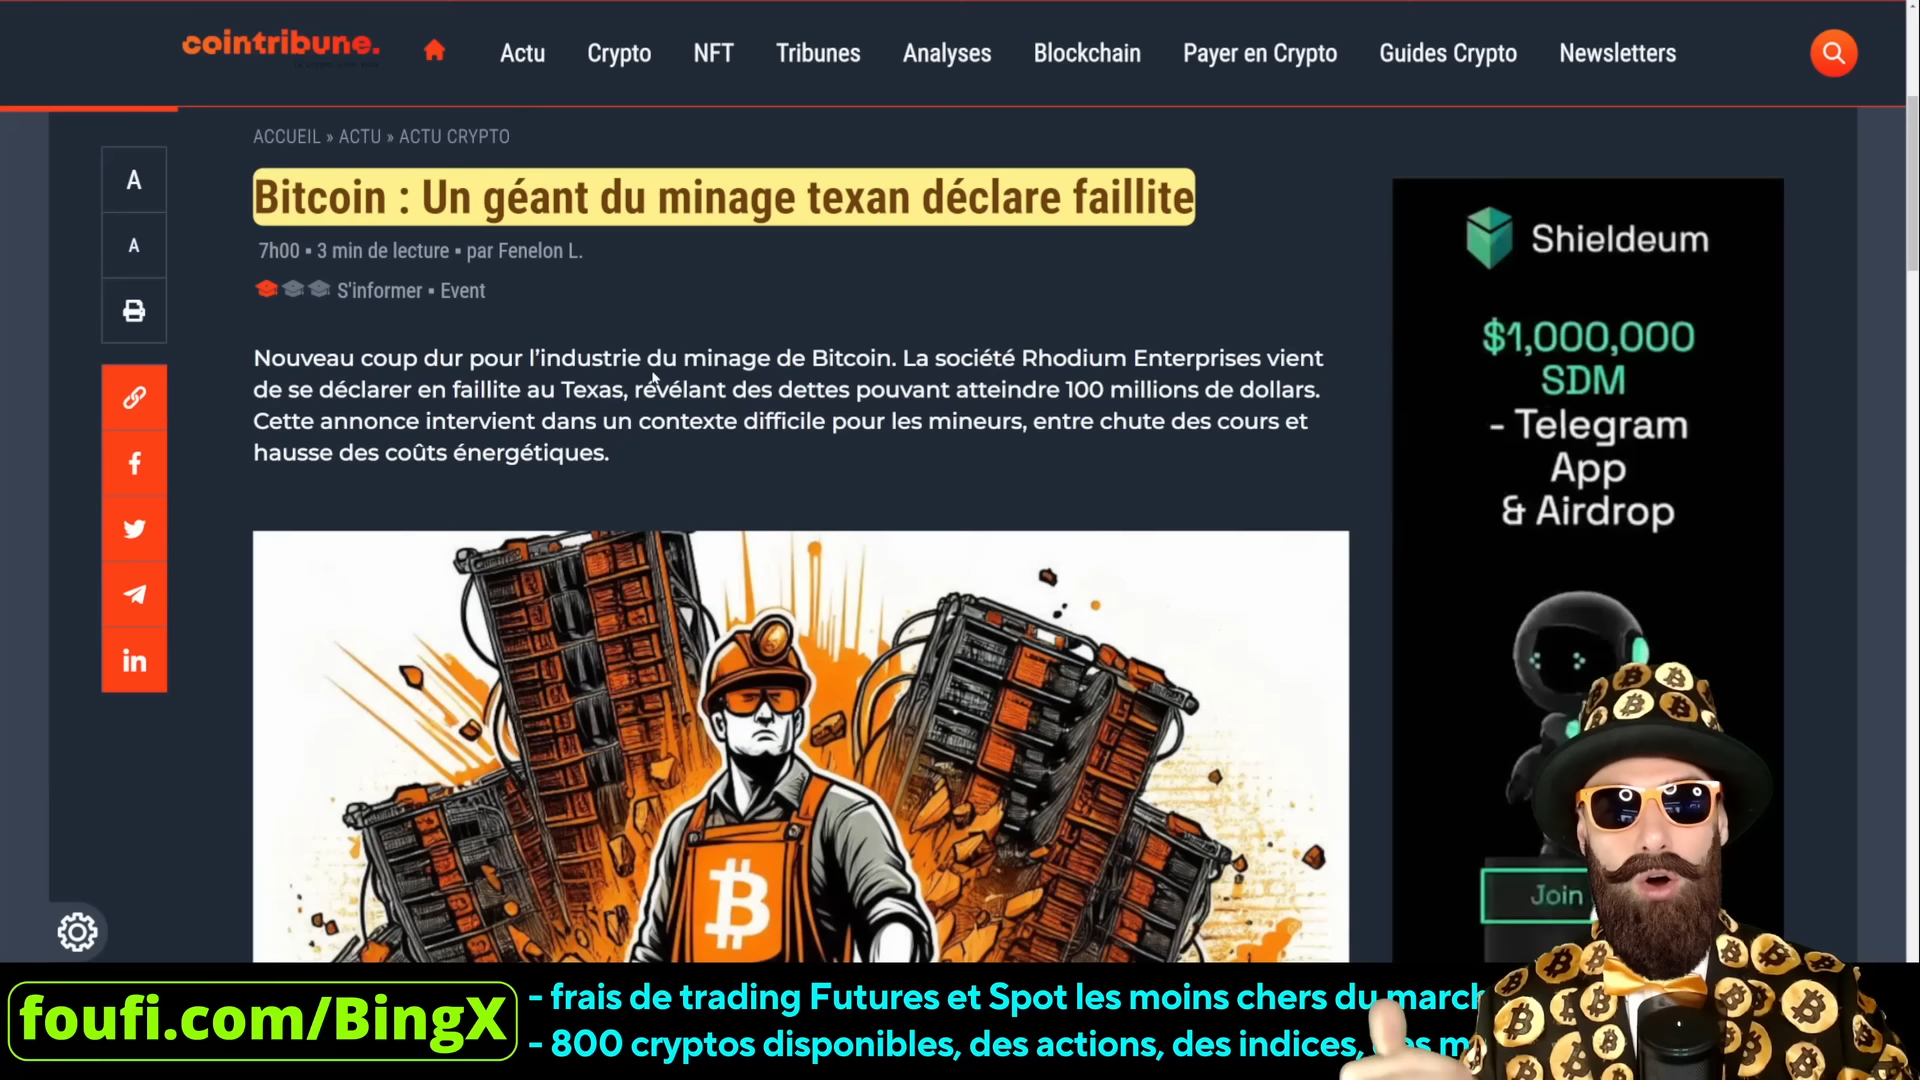 cointribune.
Actu Crypto NFT Tribunes Analyses Blockchain Payer en Crypto Guides Crypto Newsletters
ACCUEIL » ACTU » ACTU CRYPTO
A
A
Bitcoin : Un géant du minage texan déclare faillite
7h00 ▪ 3 min de lecture ▪ par Fenelon L.
S'informer ▪ Event
Nouveau coup dur pour l’industrie du minage de Bitcoin. La société Rhodium Enterprises vient
de se déclarer en faillite au Texas, révélant des dettes pouvant atteindre 100 millions de dollars.
Cette annonce intervient dans un contexte difficile pour les mineurs, entre chute des cours et
hausse des coûts énergétiques.
Shieldeum
$1,000,000
SDM
- Telegram
App
& Airdrop
Join
foufi.com/BingX
- frais de trading Futures et Spot les moins chers du
- 800 cryptos disponibles, des actions, des indices,